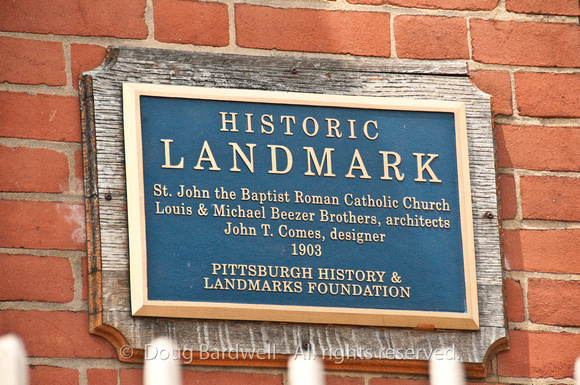 HISTORIC
LANDMARK
St. John the Baptist Roman Catholic Church
Louis & Michael Beezer Brothers, architects
John T. Comes, designer
1903
PITTSBURGH HISTORY &
LANDMARKS FOUNDATION
© Doug Bardwell - All rights reserved.